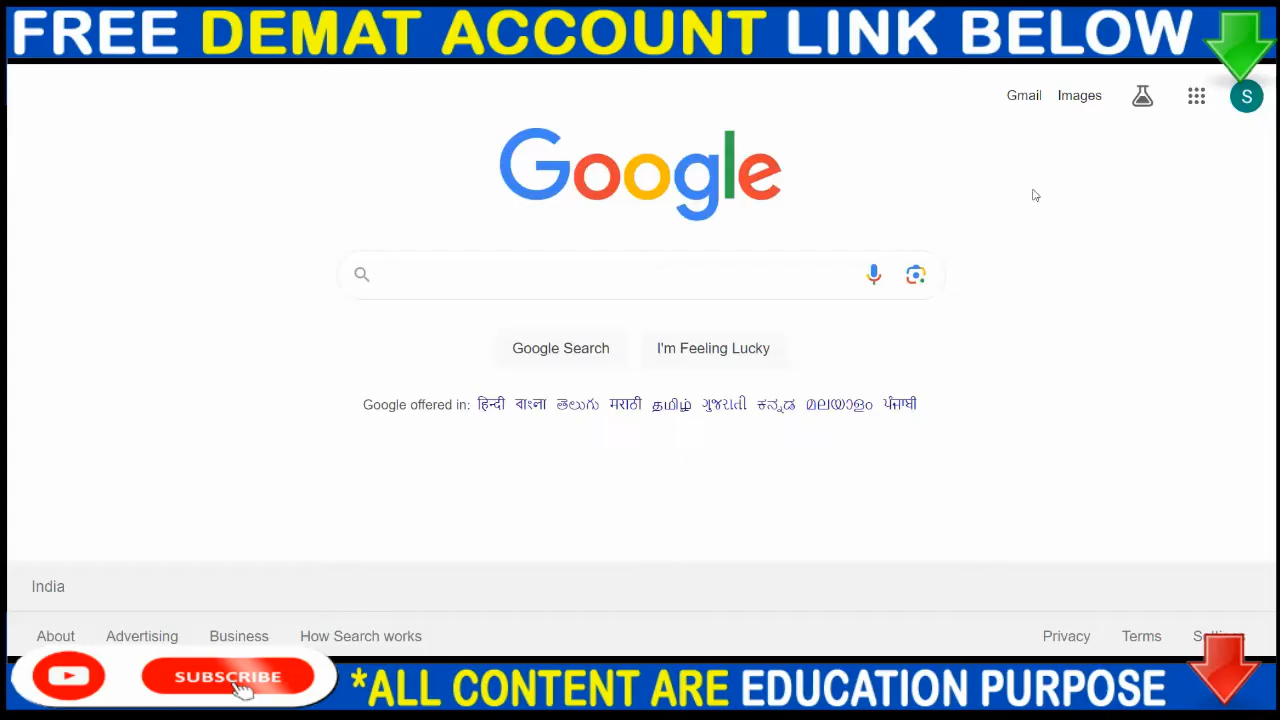 FREE DEMAT ACCOUNT LINK BELOW
Gmail Images S
Google
Google Search I'm Feeling Lucky
Google offered in: हिन्दी বাংলা తెలుగు मराठी தமிழ் ગુજરાતી ಕನ್ನಡ മലയാളം ਪੰਜਾਬੀ
India
About Advertising Business How Search works Privacy Terms
SUBSCRIBE
*ALL CONTENT ARE EDUCATION PURPOSE